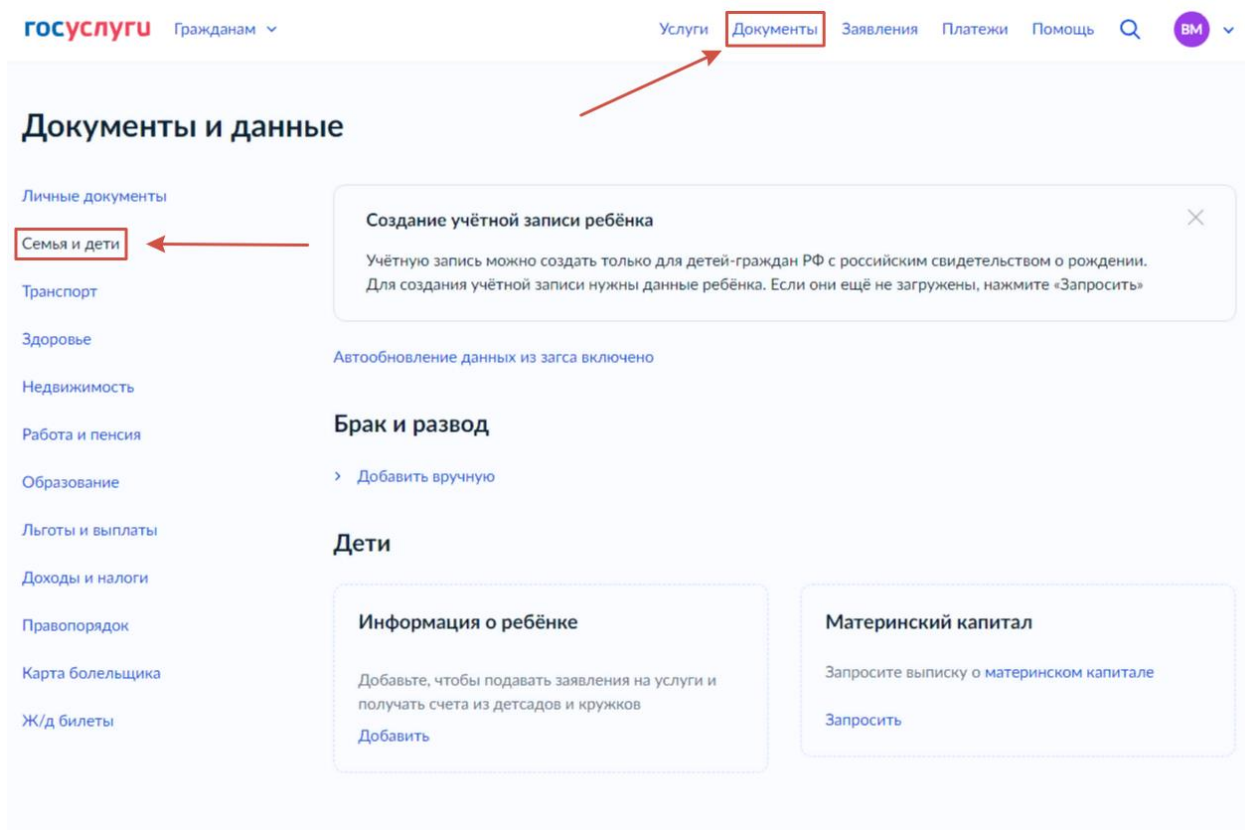 госуслуги Гражданам Услуги Документы Заявления Платежи Помощь ВМ
Документы и данные
Личные документы
Семья и дети
Транспорт
Здоровье
Недвижимость
Работа и пенсия
Образование
Льготы и выплаты
Доходы и налоги
Правопорядок
Карта болельщика
Ж/д билеты
Создание учётной записи ребёнка
Учётную запись можно создать только для детей-граждан РФ с российским свидетельством о рождении.
Для создания учётной записи нужны данные ребёнка. Если они ещё не загружены, нажмите «Запросить»
Автообновление данных из загса включено
Брак и развод
Добавить вручную
Дети
Информация о ребёнке
Добавьте, чтобы подавать заявления на услуги и
получать счета из детсадов и кружков
Добавить
Материнский капитал
Запросите выписку о материнском капитале
Запросить